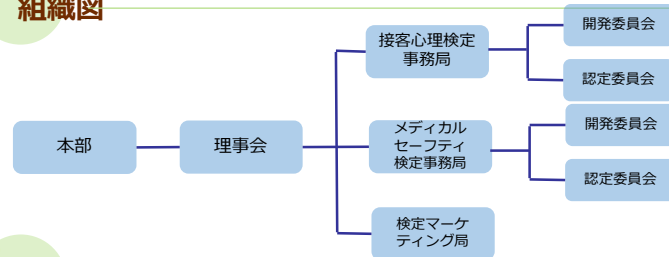 組織図
本部
理事会
接客心理検定
事務局
開発委員会
認定委員会
メディカル
セーフティ
検定事務局
開発委員会
認定委員会
検定マーケ
ティング局